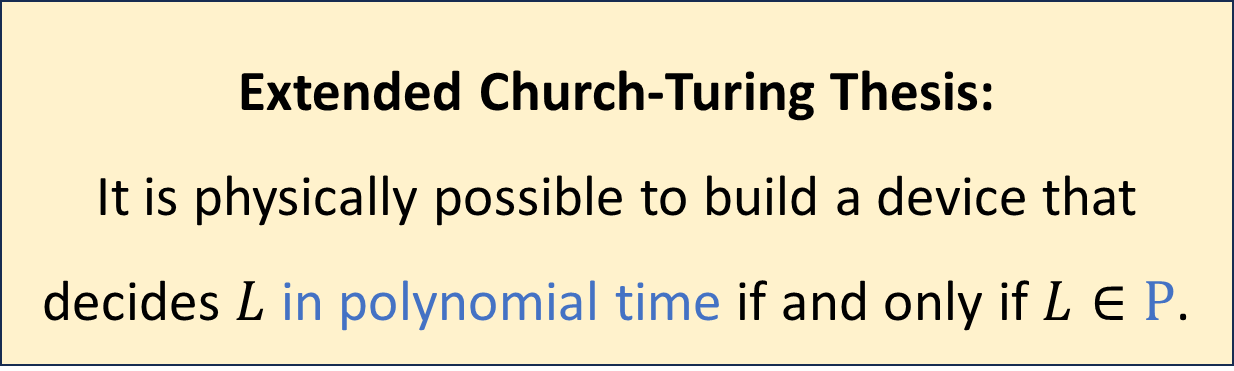 Extended Church-Turing Thesis:
It is physically possible to build a device that
decides 𝐿 in polynomial time if and only if 𝐿 ∈ P.